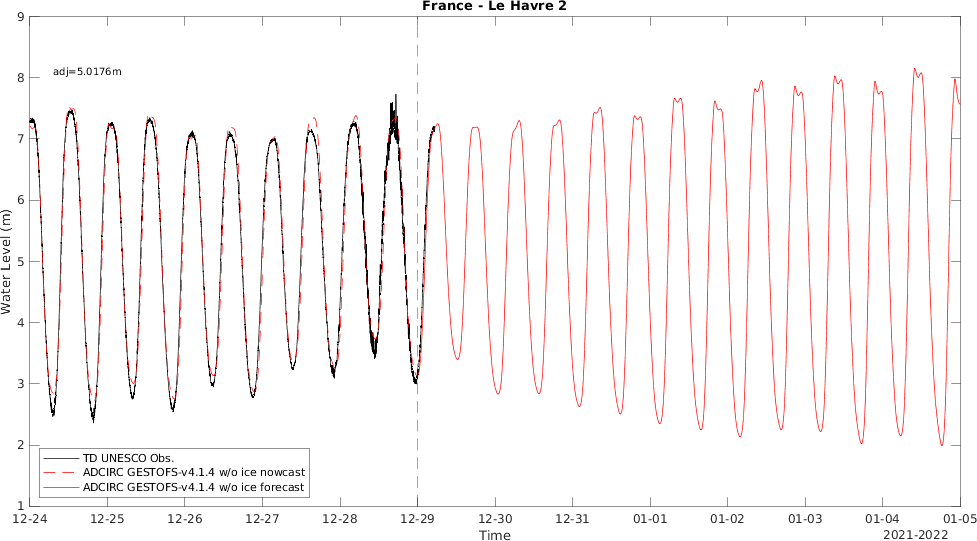 France - Le Havre 2
9
8
7
6
5
4
3
2
1
Water Level (m)
adj=5.0176m
TD UNESCO Obs.
ADCIRC GESTOFS-v4.1.4 w/o ice nowcast
ADCIRC GESTOFS-v4.1.4 w/o ice forecast
12-24 12-25 12-26 12-27 12-28 12-29 12-30 12-31 01-01 01-02 01-03 01-04 01-05
Time
2021-2022